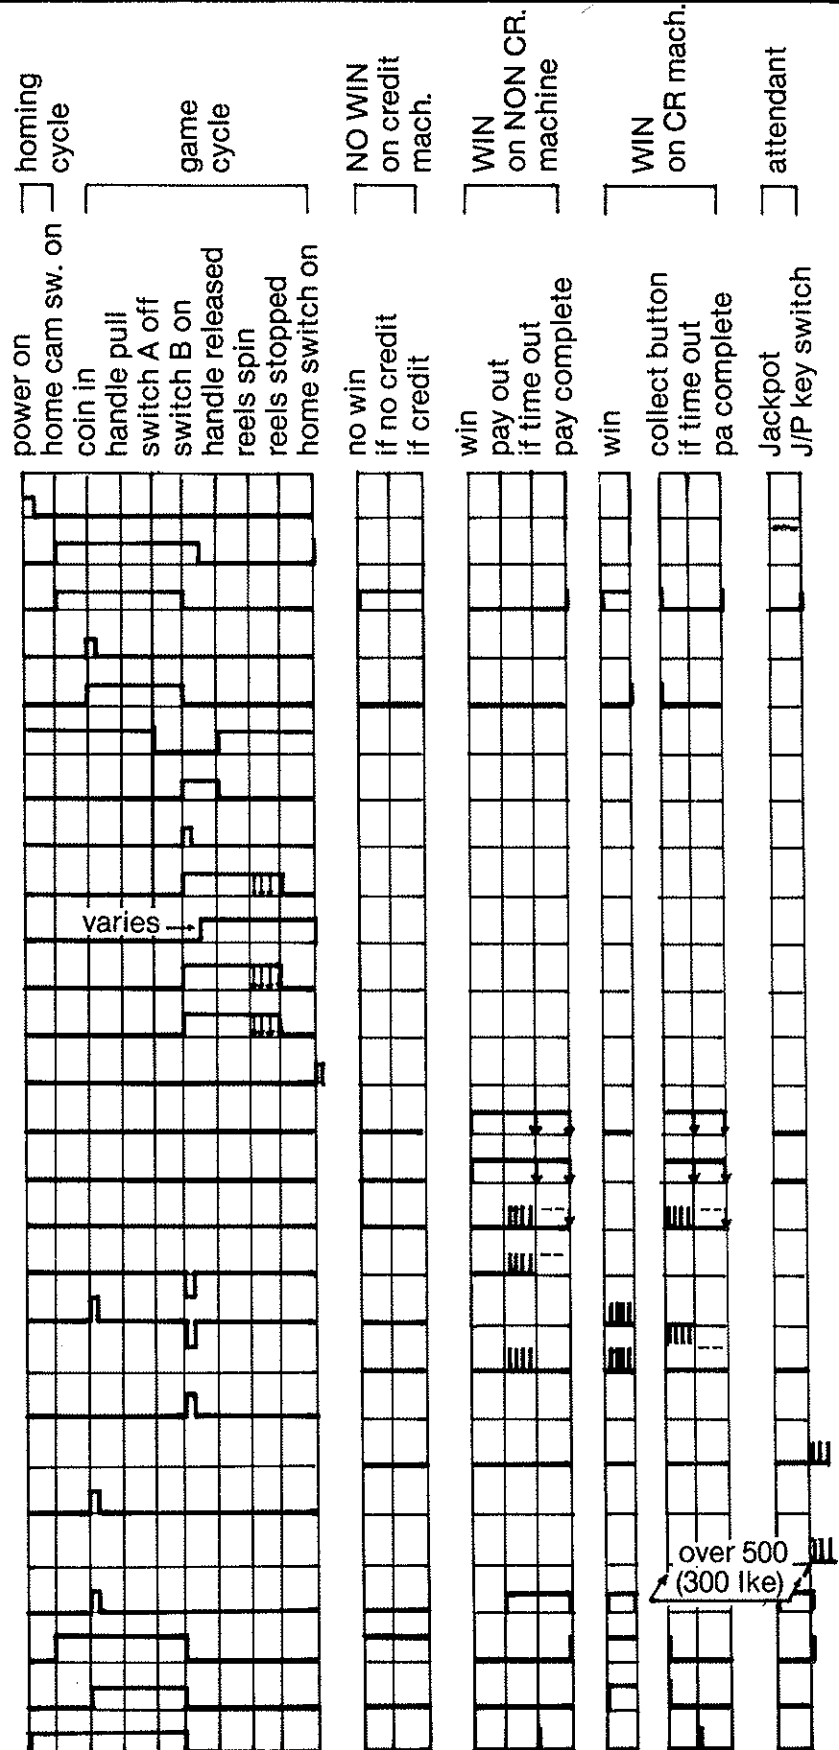 homing
cycle
game
cycle
NO WIN
on credit
mach.
WIN
on NON CR.
machine
WIN
on CR mach.
attendant
power on
home cam sw. on
coin in
handle pull
switch A off
switch B on
handle released
reels spin
reels stopped
home switch on
no win
if no credit
if credit
win
pay out
if time out
pay complete
win
collect button
if time out
pa complete
Jackpot
J/P key switch
varies
over 500
(300 Ike)